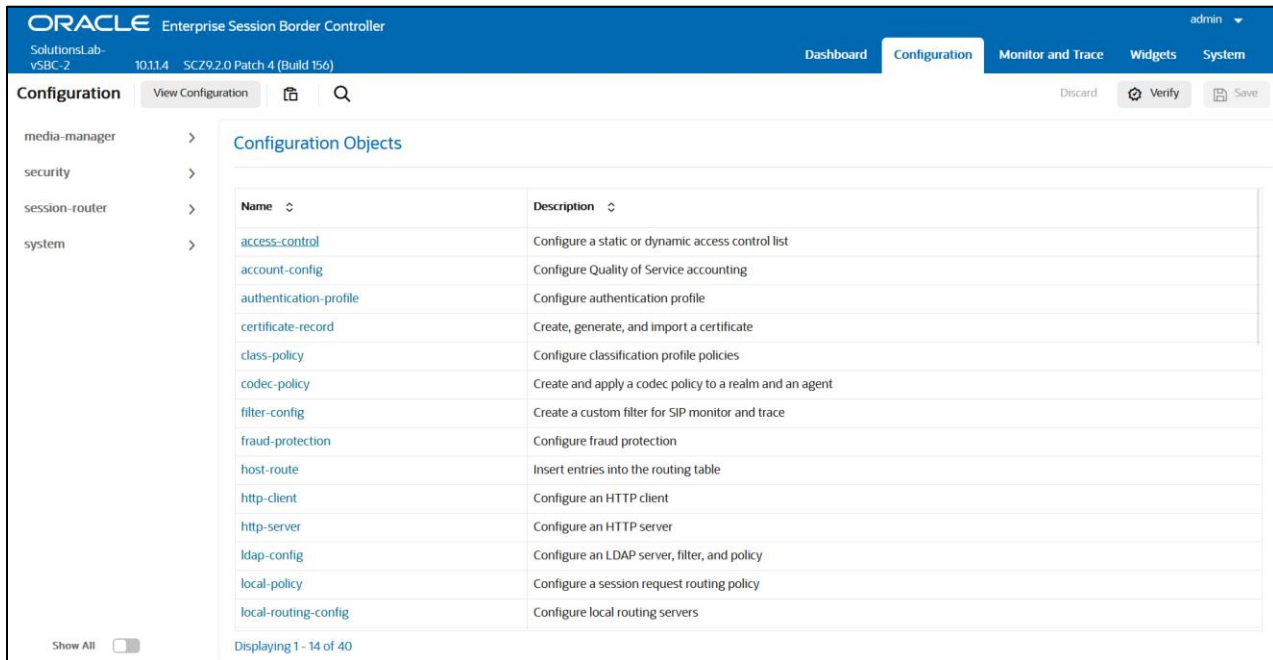 ORACLE Enterprise Session Border Controller
admin
SolutionsLab-
vSBC-2 10.1.1.4 SCZ9.2.0 Patch 4 (Build 156)
Dashboard Configuration Monitor and Trace Widgets System
Configuration View Configuration Discard Verify Save
media-manager
security
session-router
system
Configuration Objects
Name Description
access-control Configure a static or dynamic access control list
account-config Configure Quality of Service accounting
authentication-profile Configure authentication profile
certificate-record Create, generate, and import a certificate
class-policy Configure classification profile policies
codec-policy Create and apply a codec policy to a realm and an agent
filter-config Create a custom filter for SIP monitor and trace
fraud-protection Configure fraud protection
host-route Insert entries into the routing table
http-client Configure an HTTP client
http-server Configure an HTTP server
ldap-config Configure an LDAP server, filter, and policy
local-policy Configure a session request routing policy
local-routing-config Configure local routing servers
Show All
Displaying 1 - 14 of 40